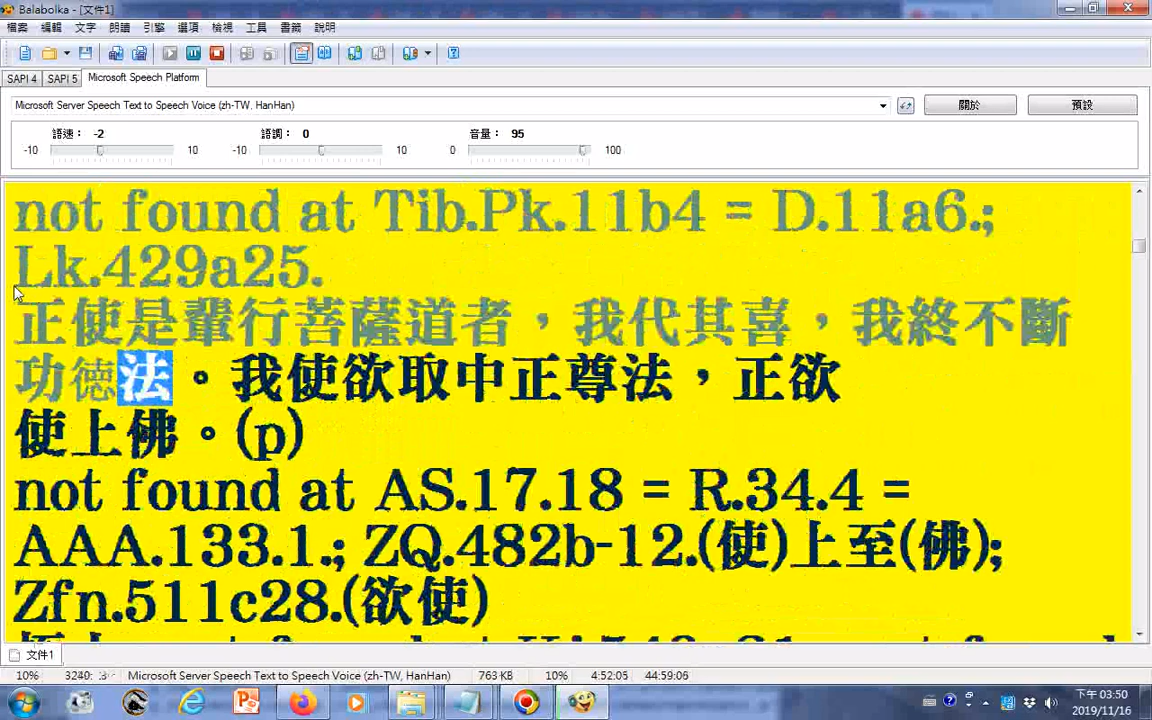 Balabolka - [文件1]
檔案 編輯 文字 朗讀 引擎 選項 檢視 工具 書籤 說明
SAPI 4 SAPI 5 Microsoft Speech Platform
Microsoft Server Speech Text to Speech Voice (zh-TW, HanHan)
關於
預設
語速： -2 語調： 0 音量： 95
-10 10 -10 10 0 100
not found at Tib.Pk.11b4 = D.11a6.;
Lk.429a25.
正使是輩行菩薩道者，我代其喜，我終不斷
功德法。我使欲取中正尊法，正欲
使上佛。(p)
not found at AS.17.18 = R.34.4 =
AAA.133.1.; ZQ.482b-12.(使)上至(佛);
Zfn.511c28.(欲使)
文件1
10% Microsoft Server Speech Text to Speech Voice (zh-TW, HanHan) 763 KB 10% 4:52:05 44:59:06
下午 03:50
2019/11/16